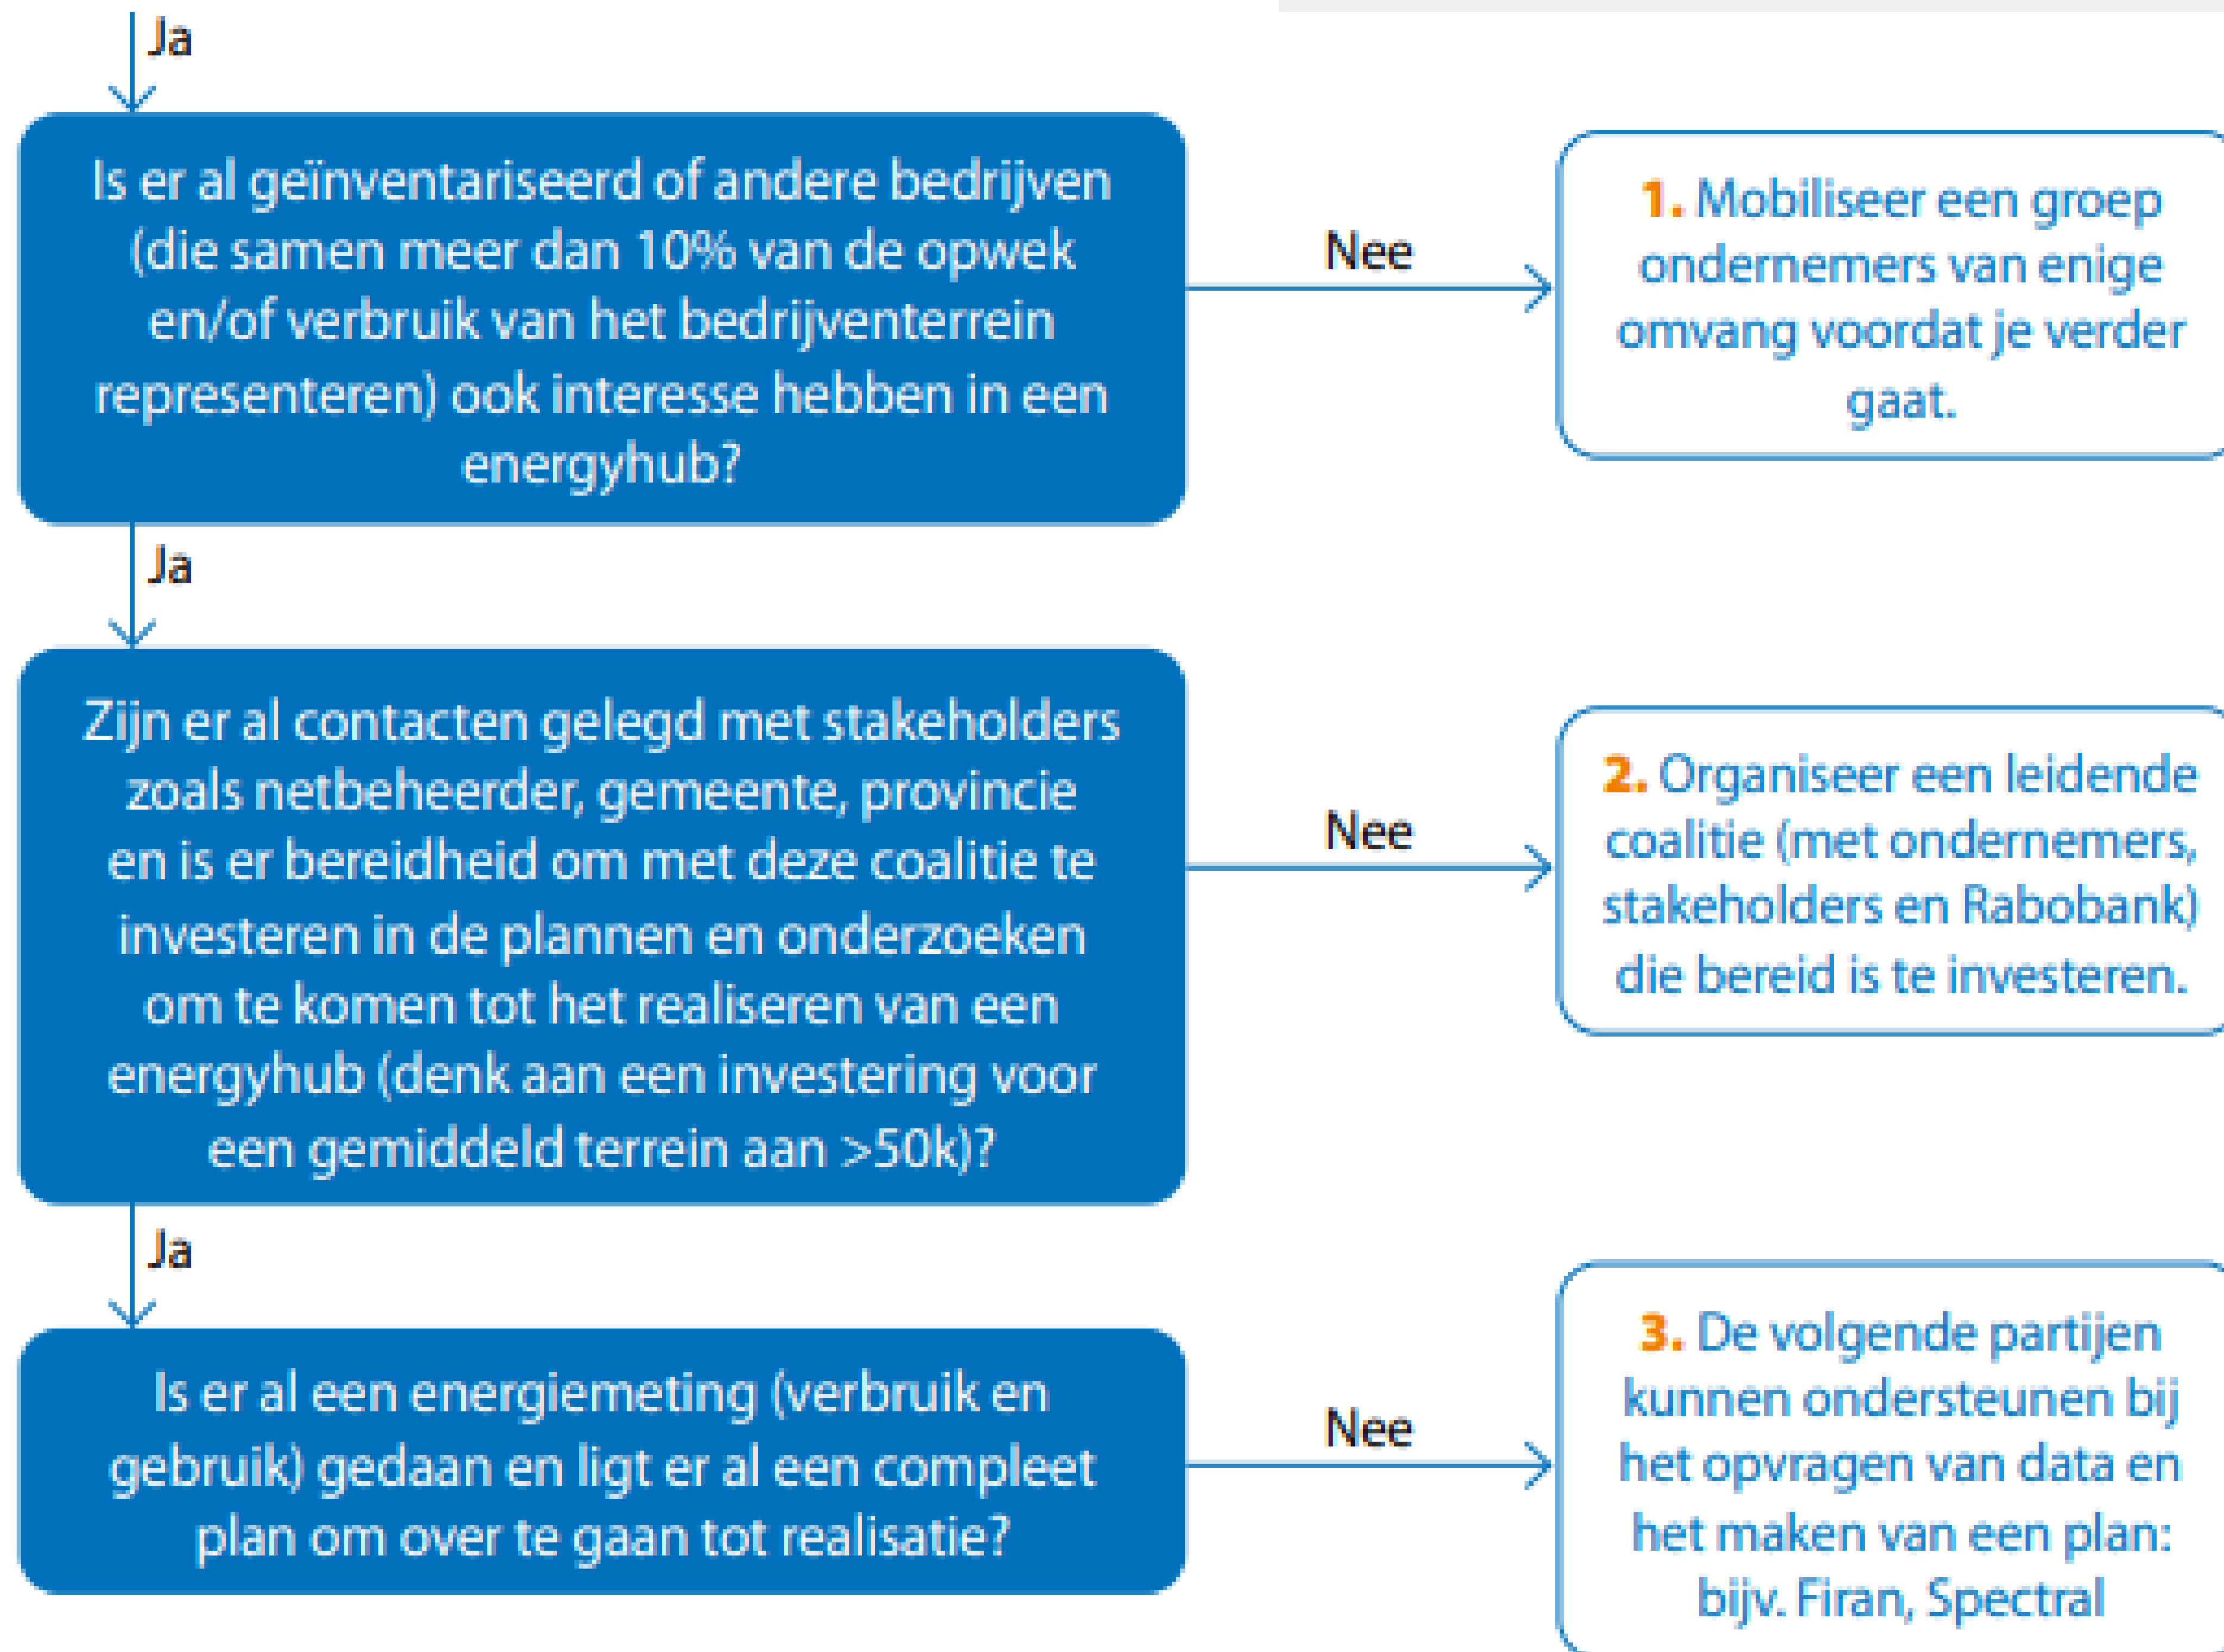 Ja
Is er al geïnventariseerd of andere bedrijven
(die samen meer dan 10% van de opwek
en/of verbruik van het bedrijventerrein
representeren) ook interesse hebben in een
energyhub?
Nee
1. Mobiliseer een groep
ondernemers van enige
omvang voordat je verder
gaat.
Ja
Zijn er al contacten gelegd met stakeholders
zoals netbeheerder, gemeente, provincie
en is er bereidheid om met deze coalitie te
investeren in de plannen en onderzoeken
om te komen tot het realiseren van een
energyhub (denk aan een investering voor
een gemiddeld terrein aan >50k)?
Nee
2. Organiseer een leidende
coalitie (met ondernemers,
stakeholders en Rabobank)
die bereid is te investeren.
Ja
Is er al een energiemeting (verbruik en
gebruik) gedaan en ligt er al een compleet
plan om over te gaan tot realisatie?
Nee
3. De volgende partijen
kunnen ondersteunen bij
het opvragen van data en
het maken van een plan:
bijv. Firan, Spectral